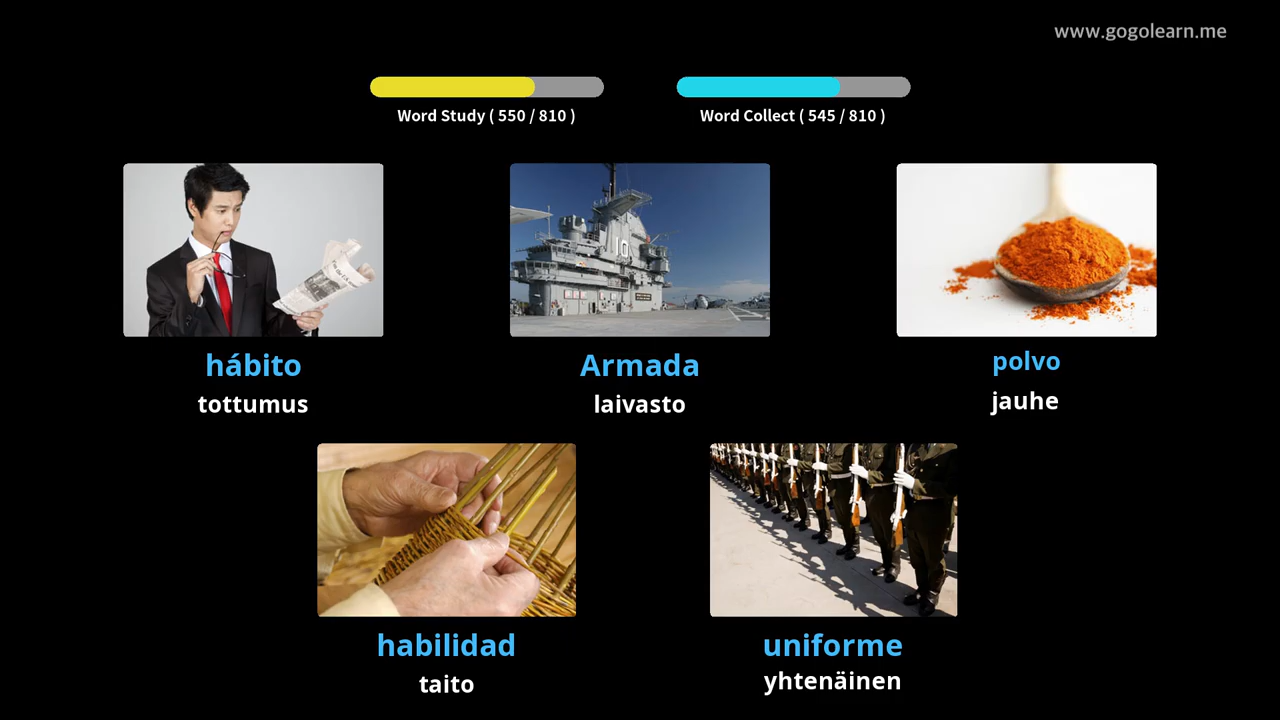 www.gogolearn.me
Word Study ( 550 / 810 )
Word Collect ( 545 / 810 )
hábito
tottumus
Armada
laivasto
polvo
jauhe
habilidad
taito
uniforme
yhtenäinen